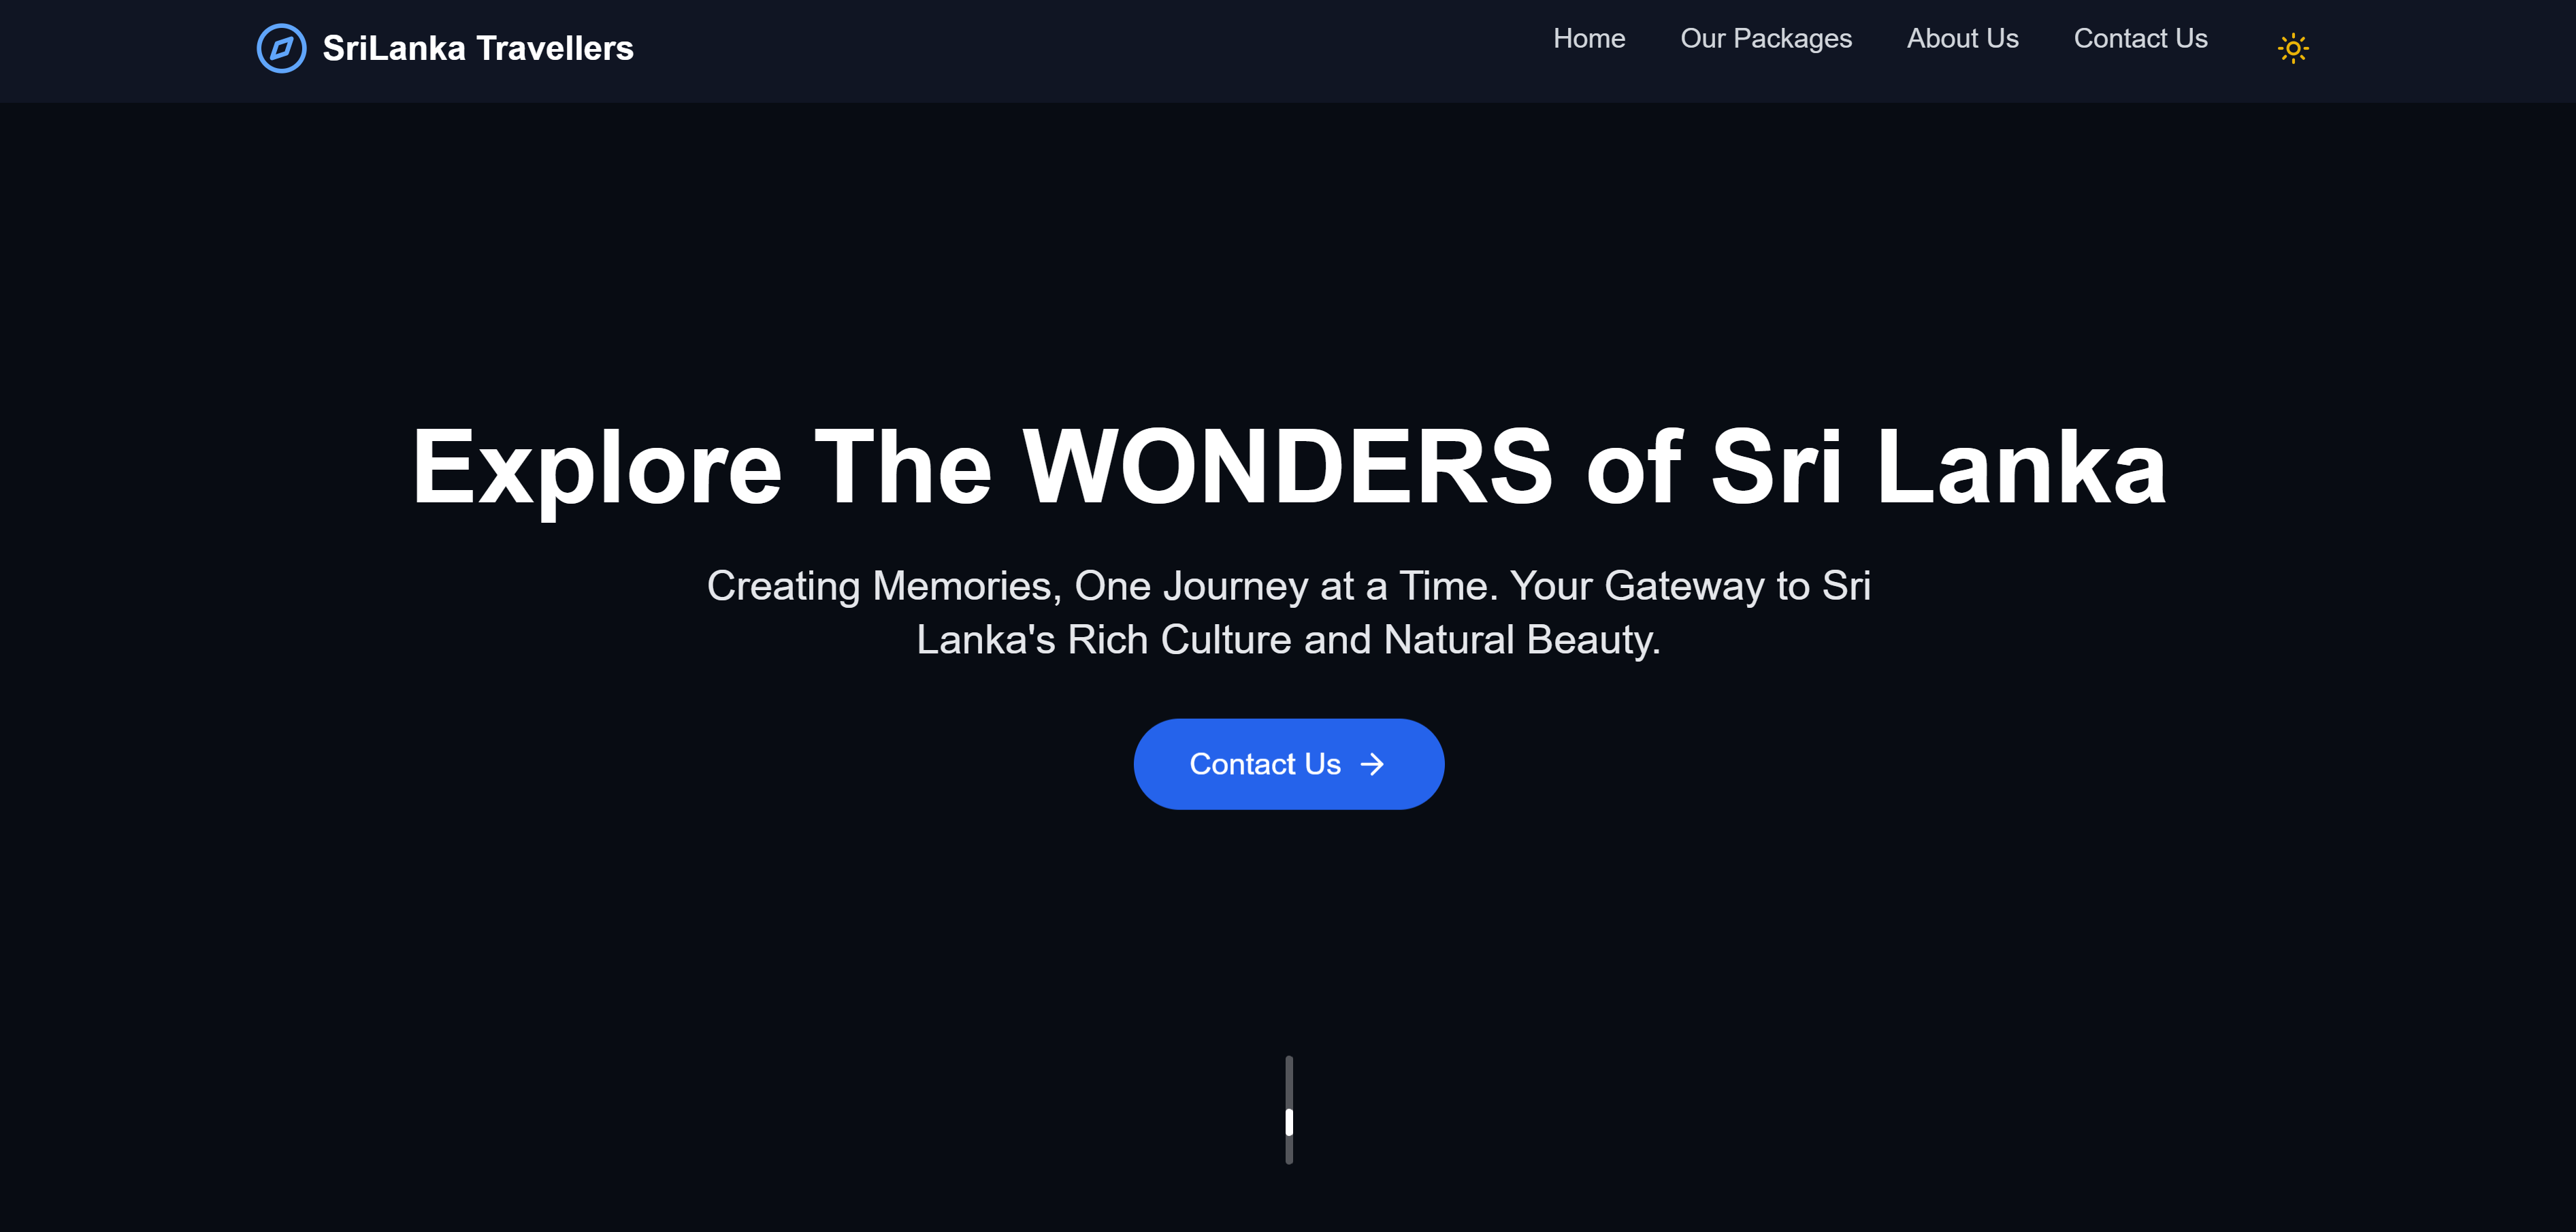 SriLanka Travellers
Home Our Packages About Us Contact Us
Explore The WONDERS of Sri Lanka
Creating Memories, One Journey at a Time. Your Gateway to Sri
Lanka's Rich Culture and Natural Beauty.
Contact Us